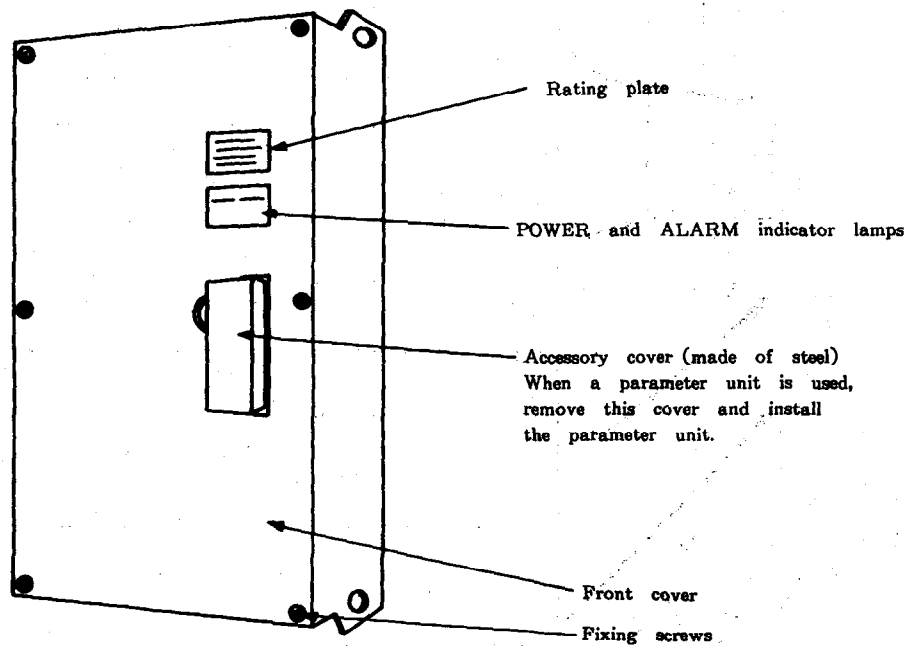 Rating plate
POWER and ALARM indicator lamps
Accessory cover (made of steel)
When a parameter unit is used,
remove this cover and install
the parameter unit.
Front cover
Fixing screws